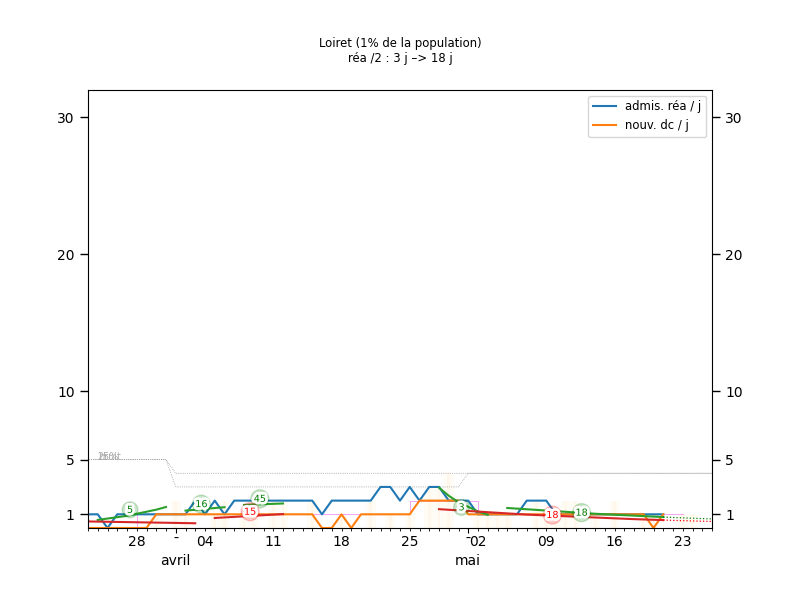 Loiret (1% de la population)
réa /2 : 3 j –> 18 j
admis. réa / j
nouv. dc / j
30 30
20 20
10 10
5 5
1 1
5 16 45 15 3 18 18
28 04 11 18 25 02 09 16 23
avril mai